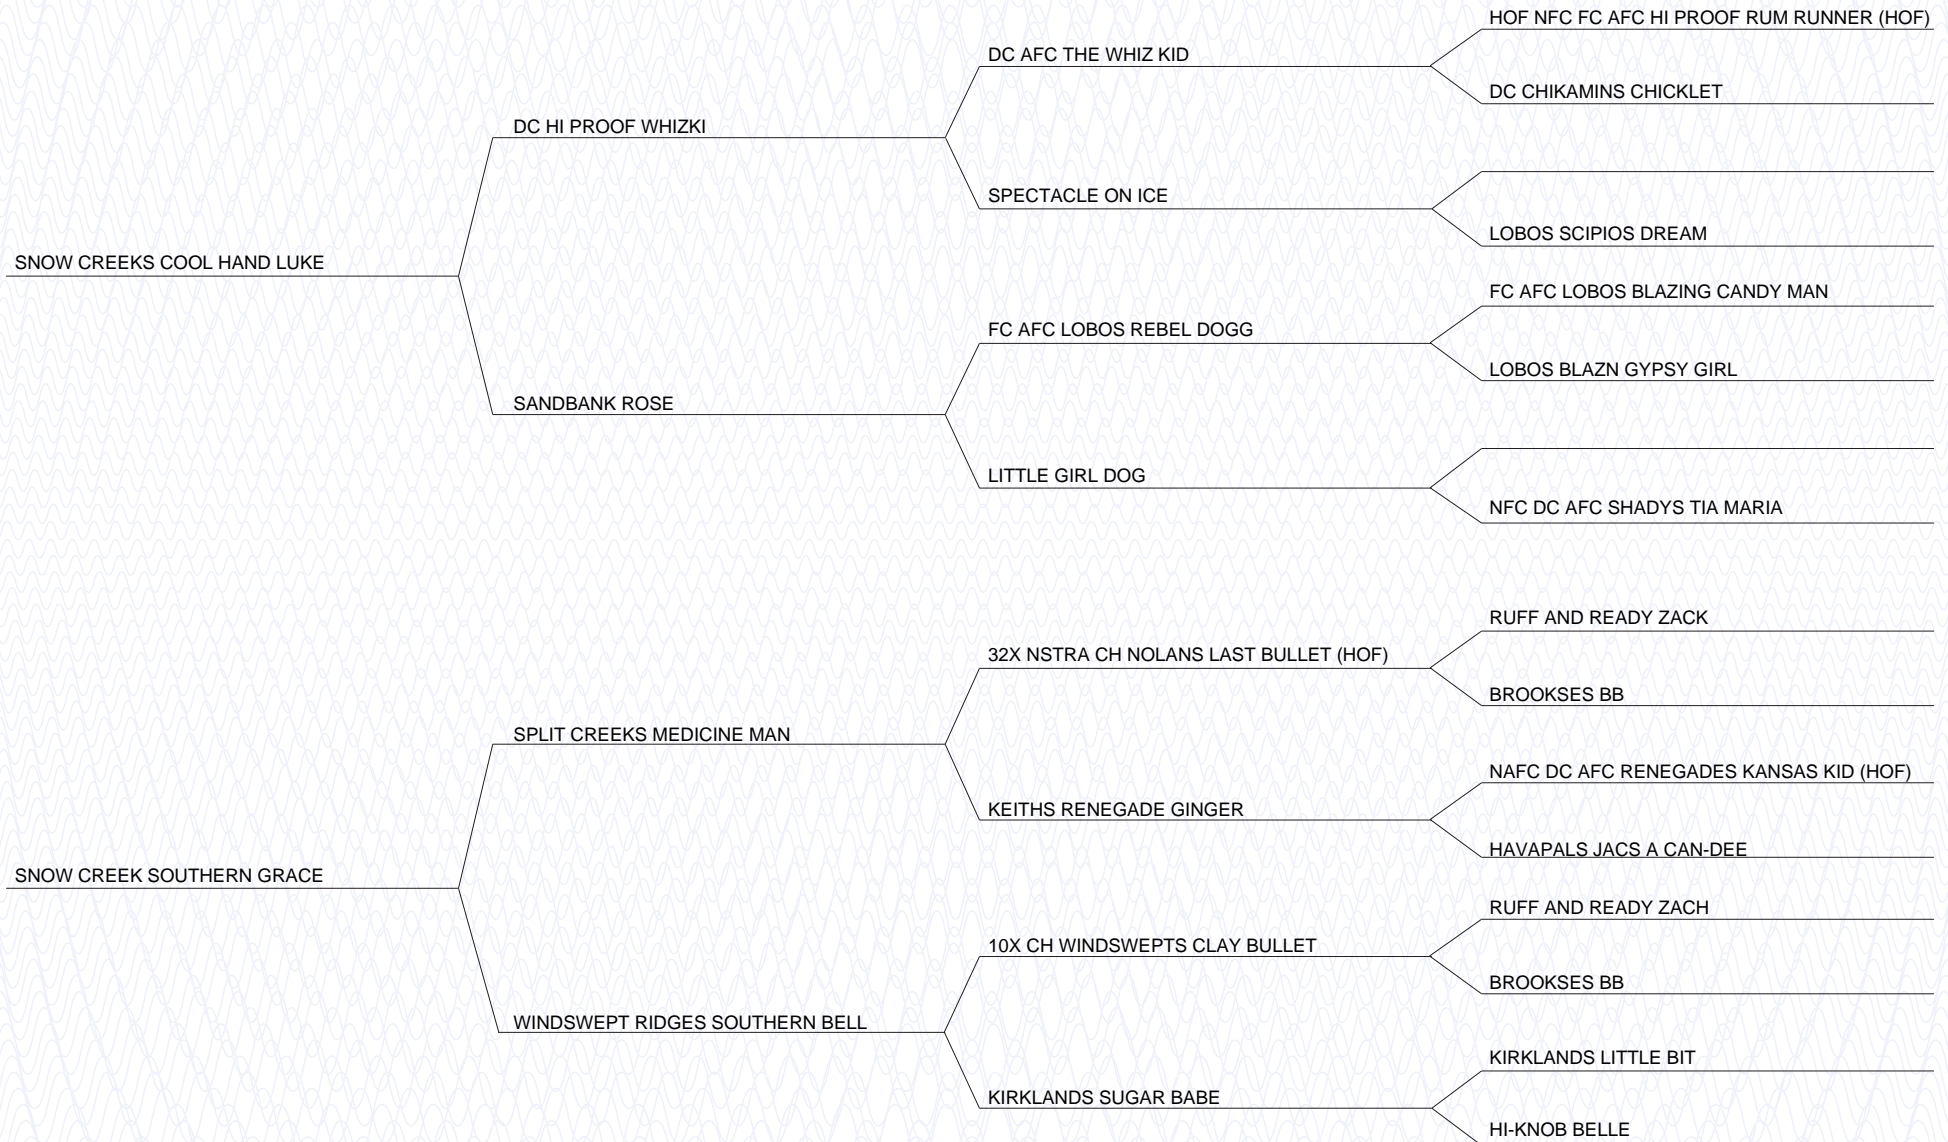 HOF NFC FC AFC HI PROOF RUM RUNNER (HOF)
DC AFC THE WHIZ KID
DC CHIKAMINS CHICKLET
DC HI PROOF WHIZKI
SPECTACLE ON ICE
LOBOS SCIPIOS DREAM
SNOW CREEKS COOL HAND LUKE
FC AFC LOBOS BLAZING CANDY MAN
FC AFC LOBOS REBEL DOGG
LOBOS BLAZN GYPSY GIRL
SANDBANK ROSE
LITTLE GIRL DOG
NFC DC AFC SHADYS TIA MARIA
RUFF AND READY ZACK
32X NSTRA CH NOLANS LAST BULLET (HOF)
BROOKSES BB
SPLIT CREEKS MEDICINE MAN
NAFC DC AFC RENEGADES KANSAS KID (HOF)
KEITHS RENEGADE GINGER
HAVAPALS JACS A CAN-DEE
SNOW CREEK SOUTHERN GRACE
RUFF AND READY ZACH
10X CH WINDSWEPTS CLAY BULLET
BROOKSES BB
WINDSWEPT RIDGES SOUTHERN BELL
KIRKLANDS LITTLE BIT
KIRKLANDS SUGAR BABE
HI-KNOB BELLE